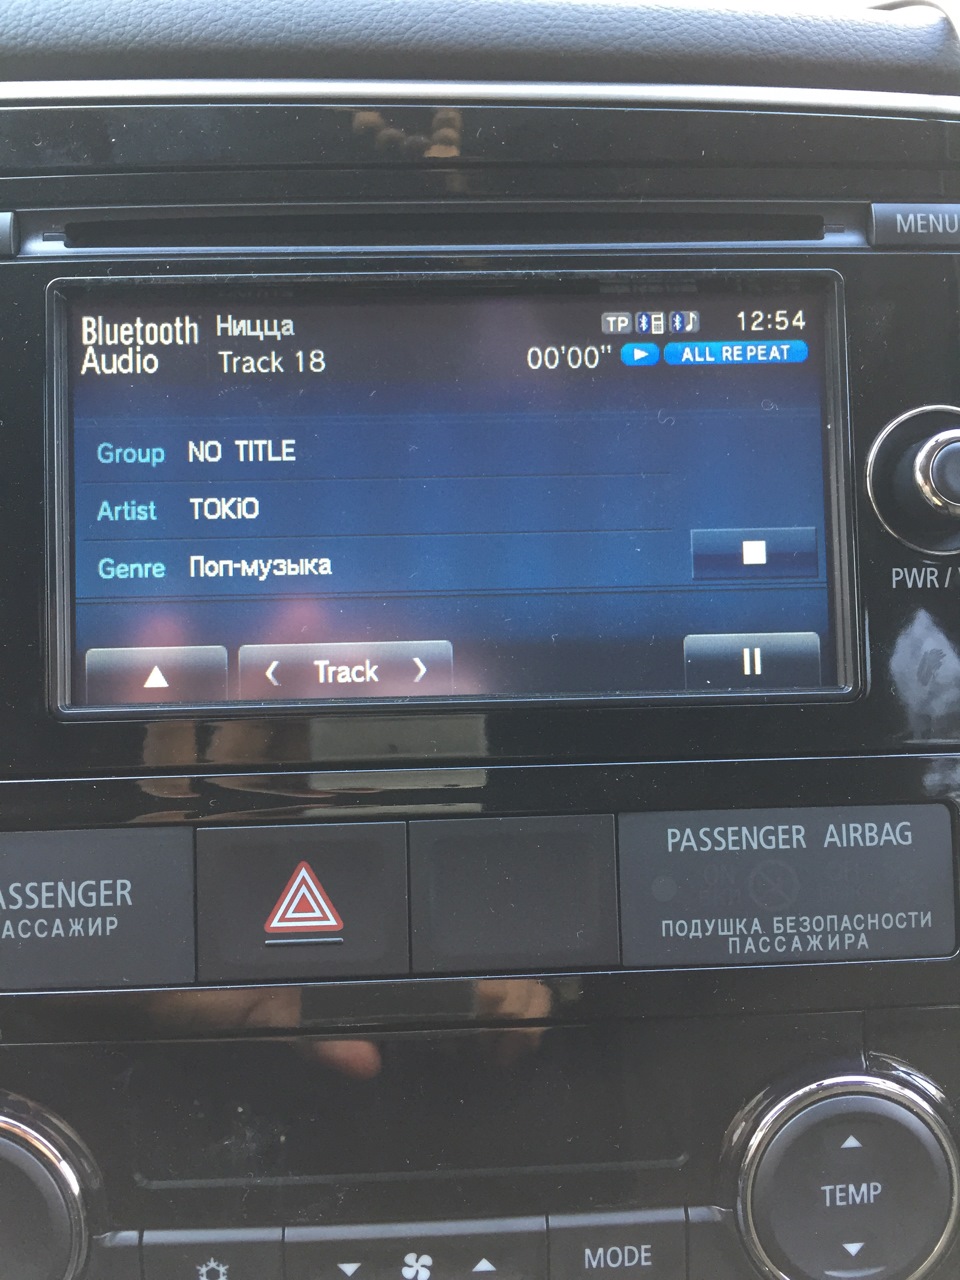 MENU
Bluetooth Audio
Ницца
Track 18
TP
12:54
00'00"
ALL REPEAT
Group NO TITLE
Artist TOKiO
Genre Поп-музыка
Track
PWR /
PASSENGER AIRBAG
ASSENGER
АССАЖИР
ПОДУШКА БЕЗОПАСНОСТИ
ПАССАЖИРА
TEMP
MODE